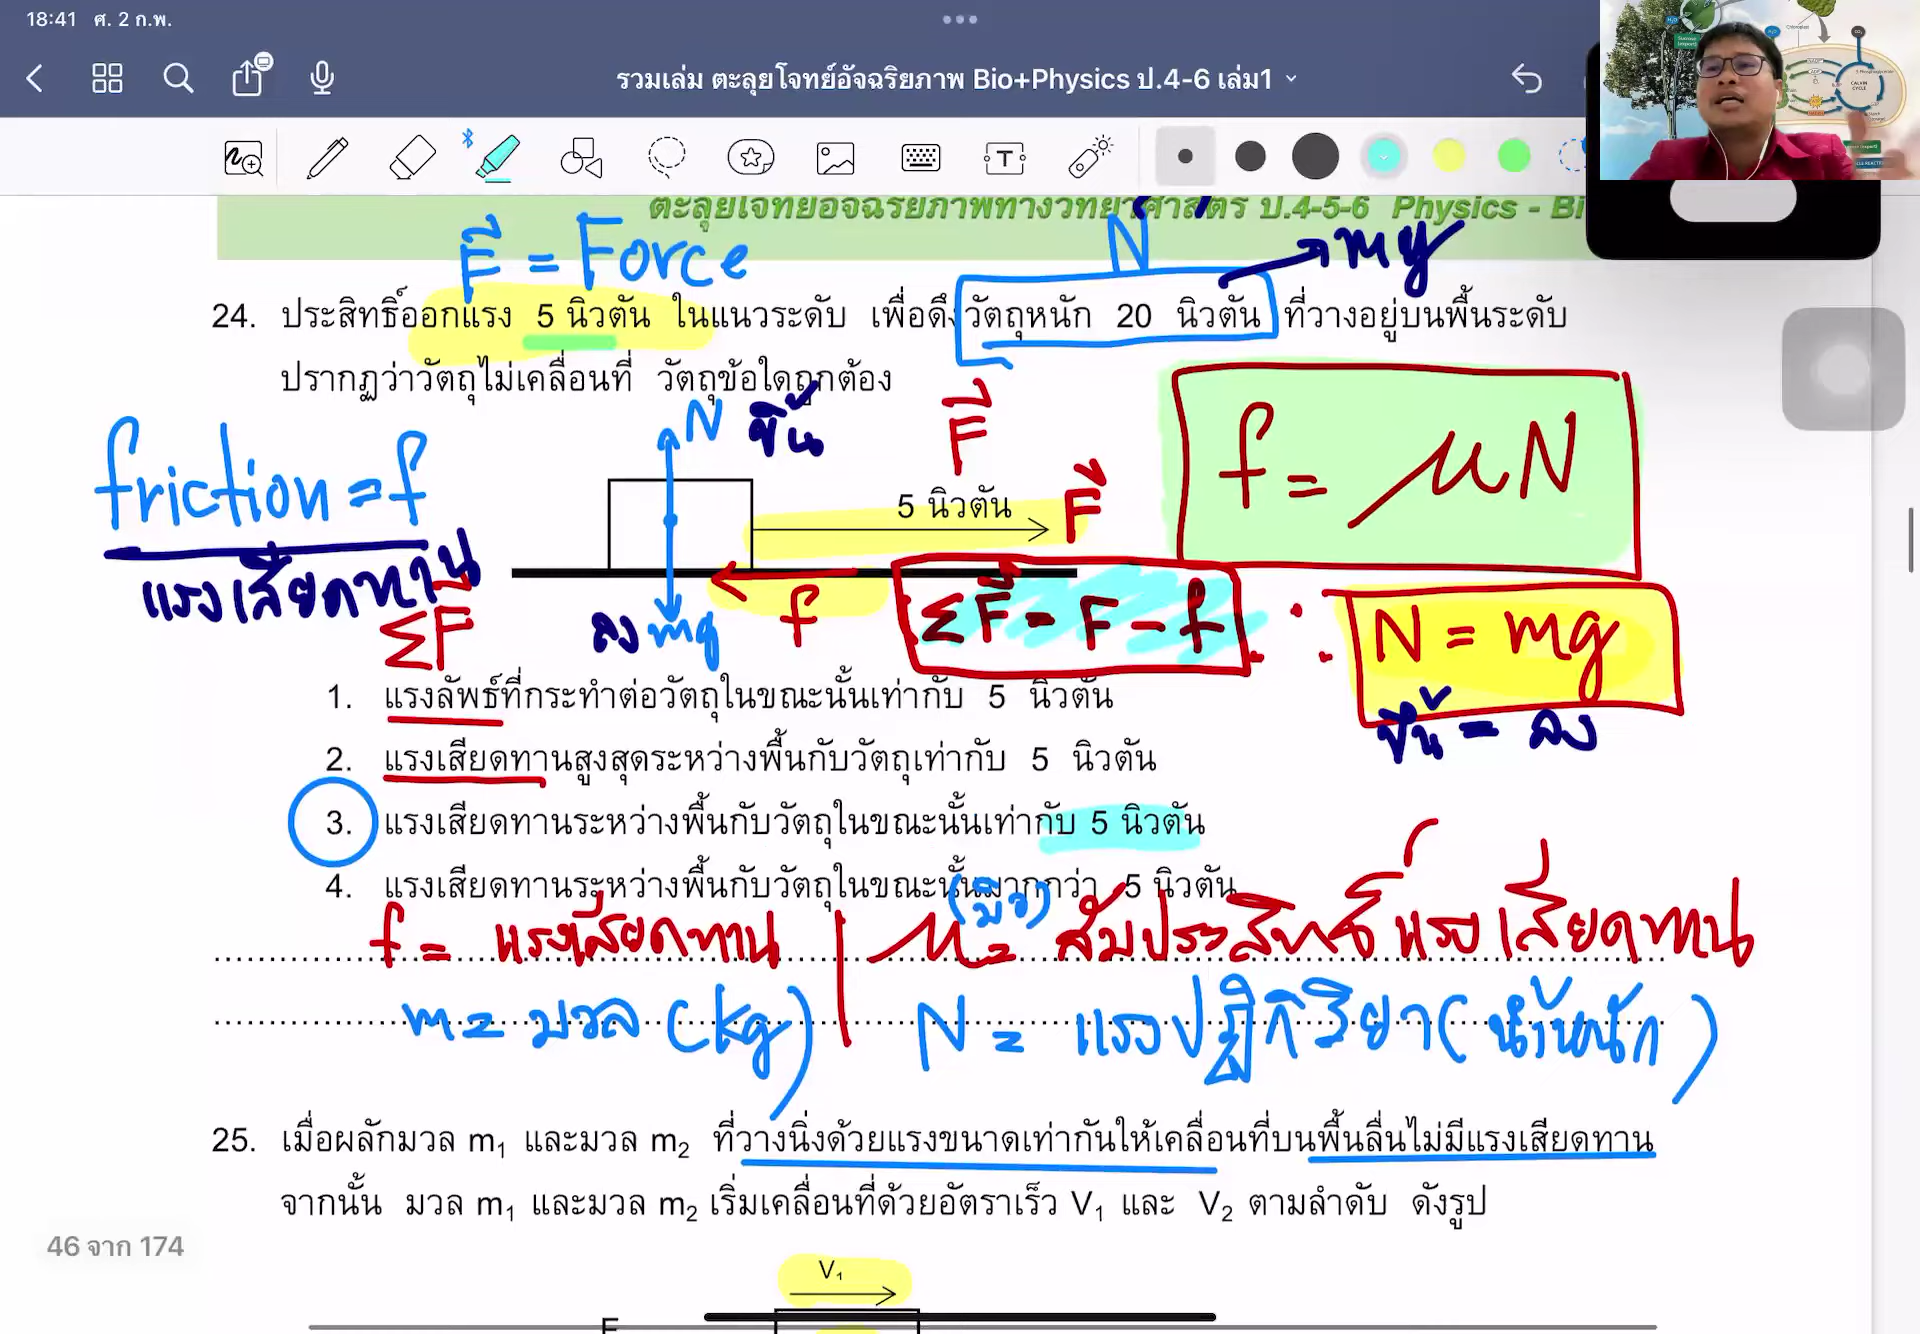 18:41 ศ. 2 ก.พ.
รวมเล่ม ตะลุยโจทย์อัจฉริยภาพ Bio+Physics ป.4-6 เล่ม1
ตะลุยโจทย์อัจฉริยภาพทางวิทยาศาสตร์ ป.4-5-6 Physics - Bi
F = Force
N
mg
24. ประสิทธิ์ออกแรง 5 นิวตัน ในแนวระดับ เพื่อดึงวัตถุหนัก 20 นิวตัน ที่วางอยู่บนพื้นระดับ
ปรากฏว่าวัตถุไม่เคลื่อนที่ วัตถุข้อใดถูกต้อง
N ขึ้น
F
f = μN
friction = f
แรงเสียดทาน
5 นิวตัน
F
ลง mg
f
ΣF = F - f
∴ N = mg
ขึ้น = ลง
ΣF
1. แรงลัพธ์ที่กระทำต่อวัตถุในขณะนั้นเท่ากับ 5 นิวตัน
2. แรงเสียดทานสูงสุดระหว่างพื้นกับวัตถุเท่ากับ 5 นิวตัน
3. แรงเสียดทานระหว่างพื้นกับวัตถุในขณะนั้นเท่ากับ 5 นิวตัน
4. แรงเสียดทานระหว่างพื้นกับวัตถุในขณะนั้นมากกว่า 5 นิวตัน
(มิว)
f = แรงเสียดทาน | μ = สัมประสิทธิ์แรงเสียดทาน
m = มวล (kg) N = แรงปฏิกิริยา (น้ำหนัก)
25. เมื่อผลักมวล m₁ และมวล m₂ ที่วางนิ่งด้วยแรงขนาดเท่ากันให้เคลื่อนที่บนพื้นลื่นไม่มีแรงเสียดทาน
จากนั้น มวล m₁ และมวล m₂ เริ่มเคลื่อนที่ด้วยอัตราเร็ว V₁ และ V₂ ตามลำดับ ดังรูป
46 จาก 174
V₁
F